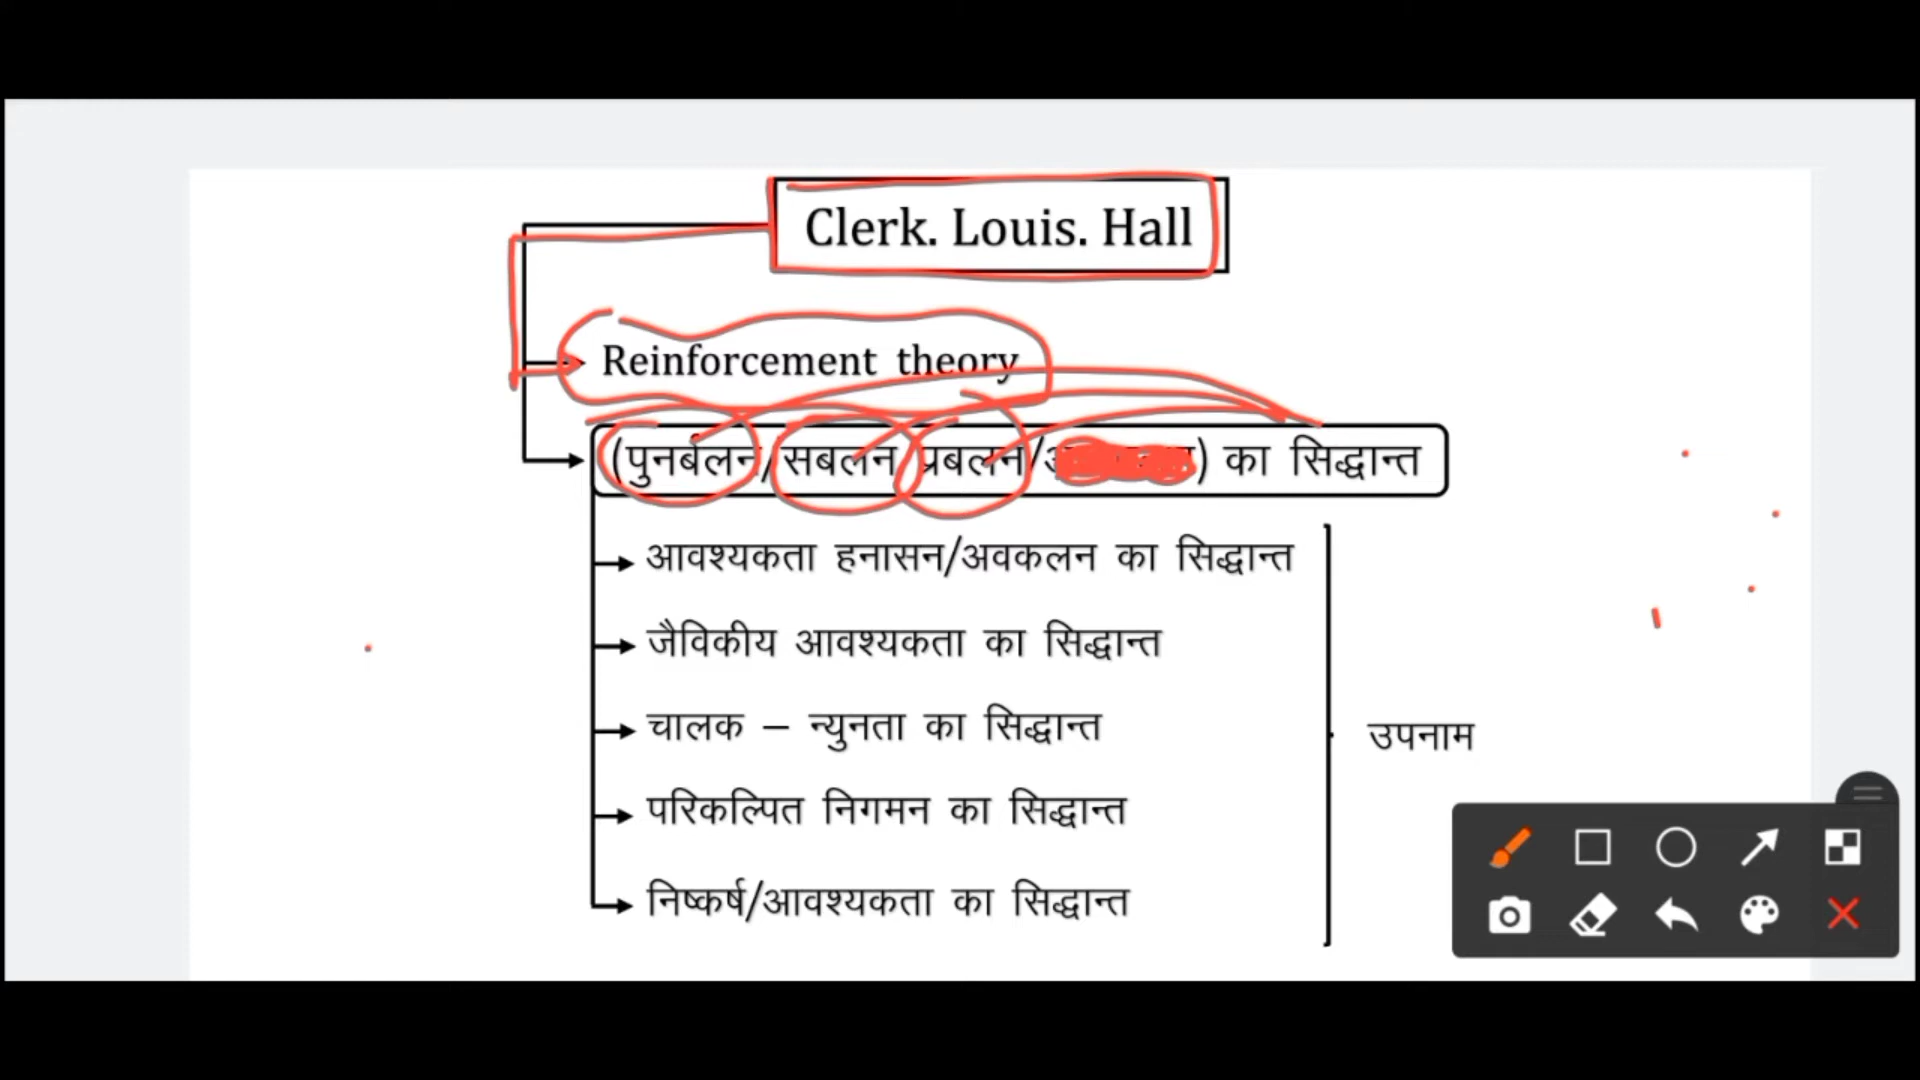 Clerk. Louis. Hall
Reinforcement theory
(पुनर्बलन/सबलन प्रबलन/ ) का सिद्धान्त
आवश्यकता हनासन/अवकलन का सिद्धान्त
जैविकीय आवश्यकता का सिद्धान्त
चालक – न्युनता का सिद्धान्त
उपनाम
परिकल्पित निगमन का सिद्धान्त
निष्कर्ष/आवश्यकता का सिद्धान्त